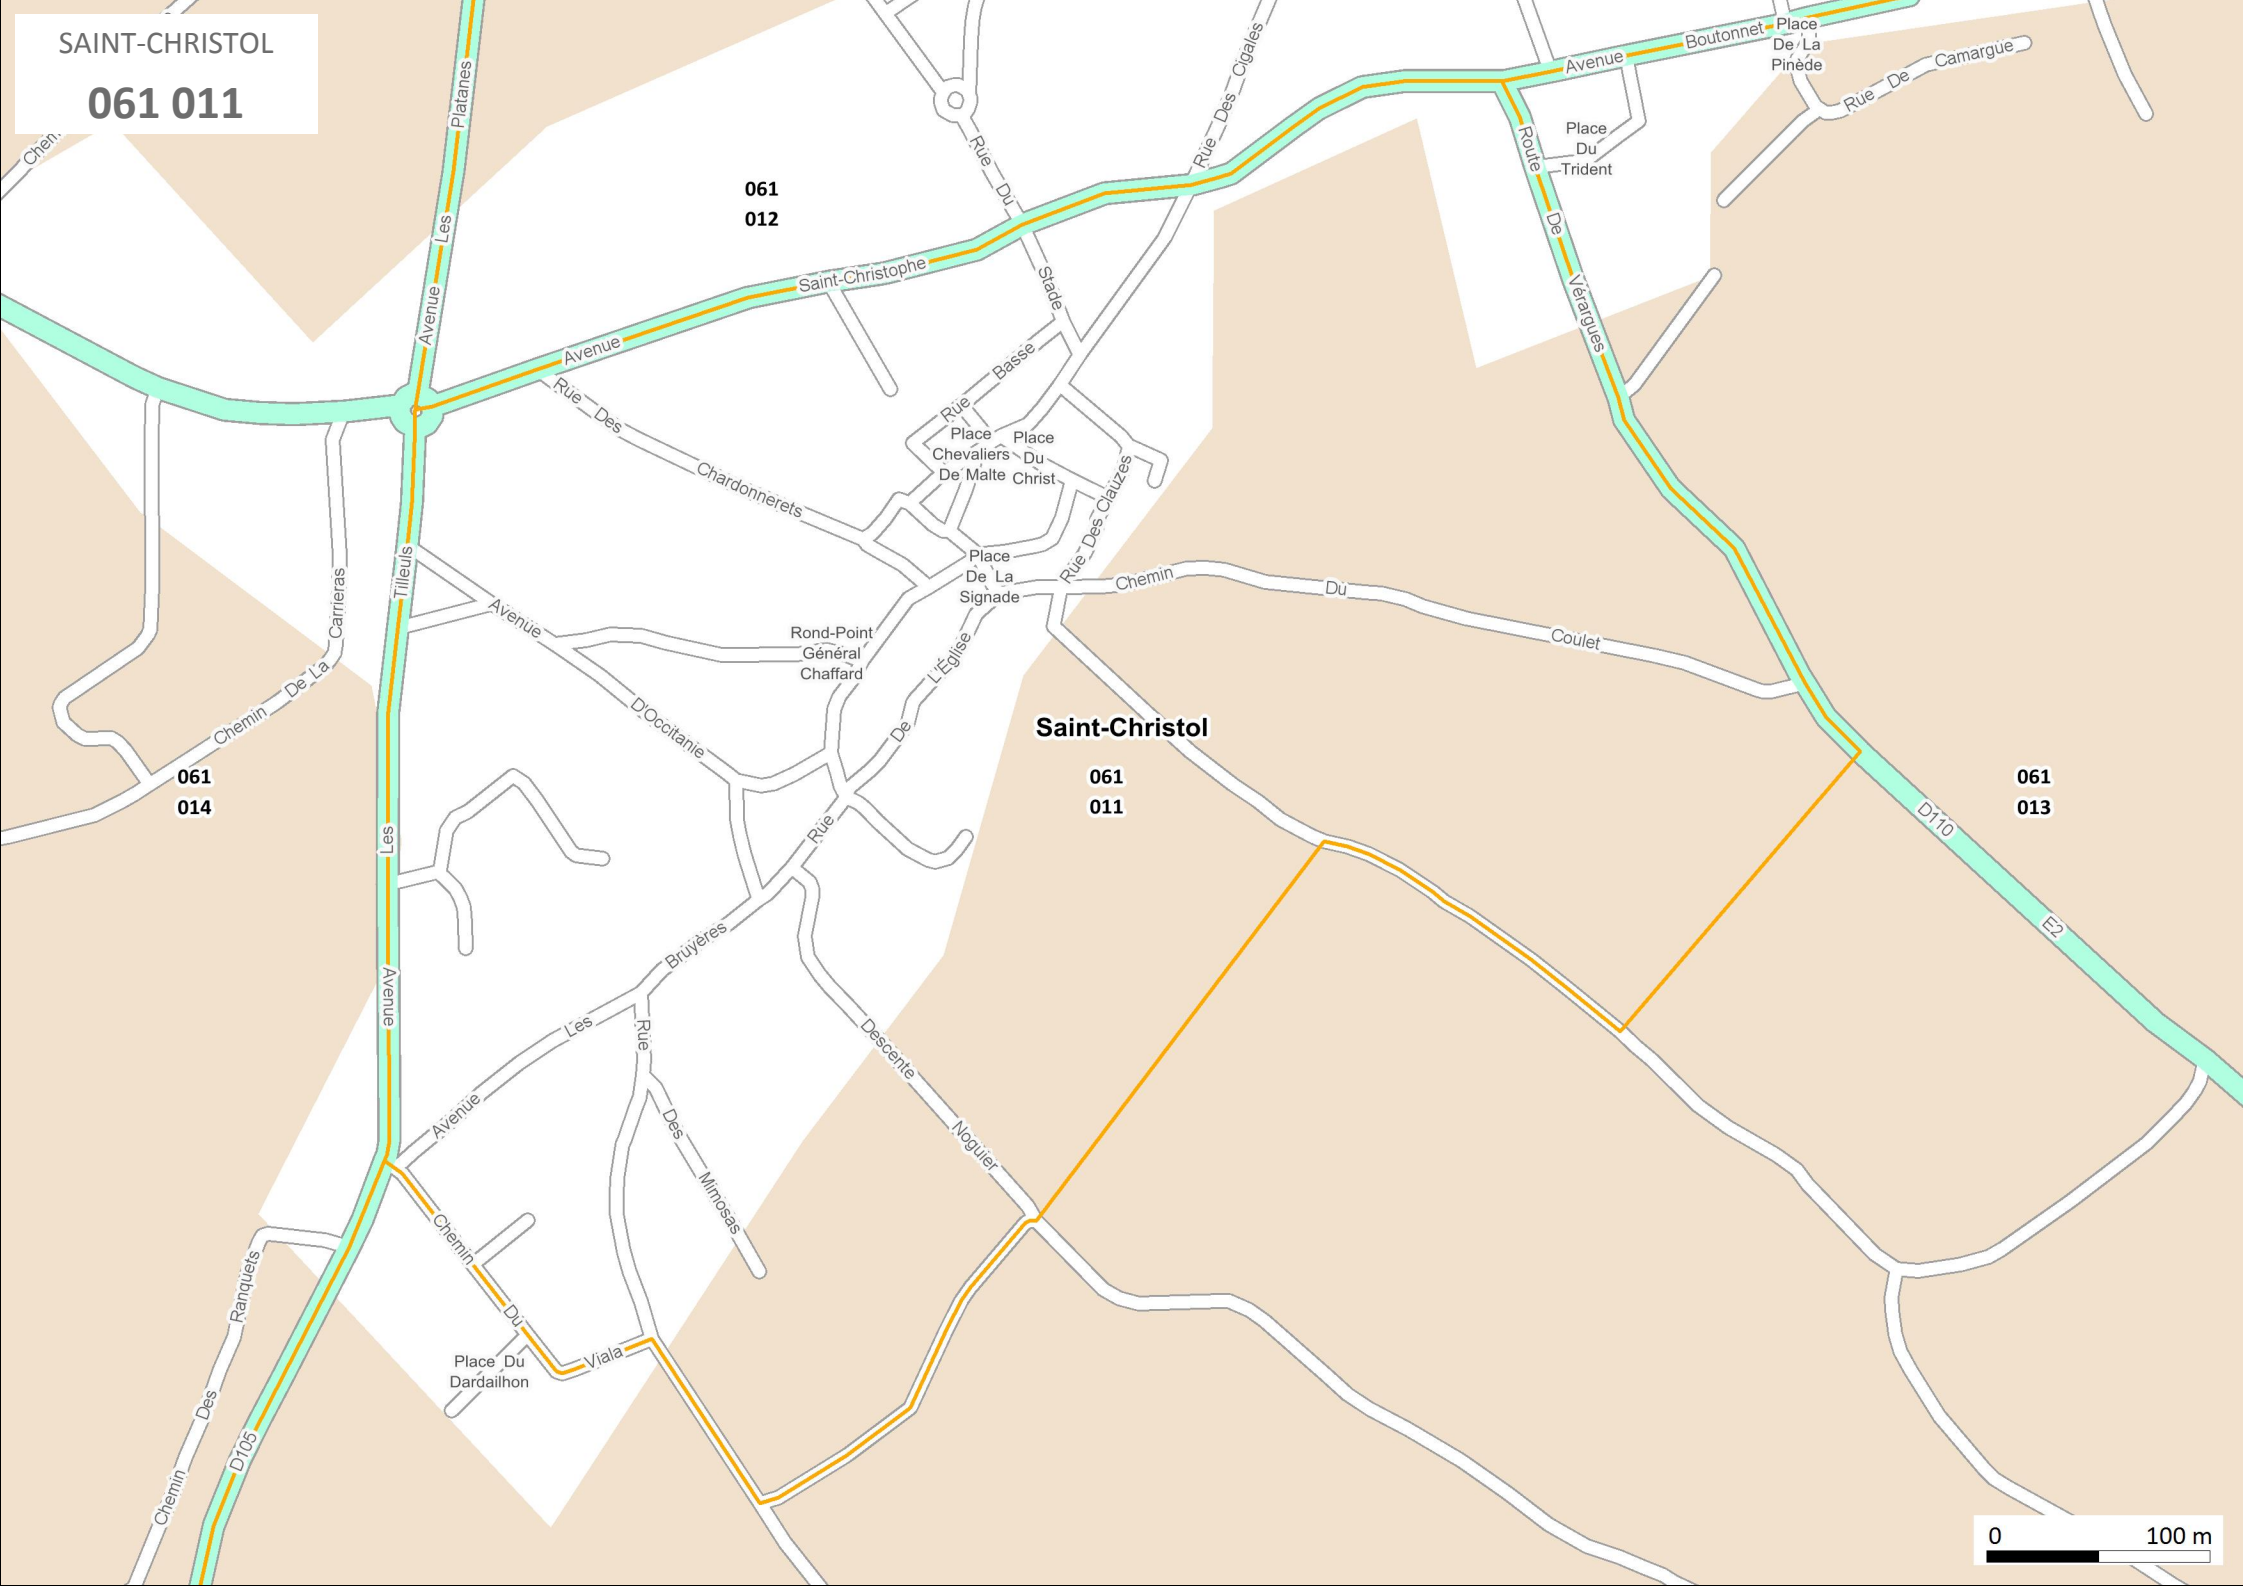 SAINT-CHRISTOL
061 011
Chem
Avenue Les Platanes
Rue Du Stade
Rue Des Cigales
Avenue Boutonnet
Place
De La
Pinède
Rue De Camargue
Place
Du
Trident
Route De Vérargues
061
012
Avenue Saint-Christophe
Rue Basse
Rue Des Chardonnerets
Place
Chevaliers
De Malte
Place
Du
Christ
Rue Des Clauzes
Place
De La
Signade
Chemin Du Coulet
Avenue Les Tilleuls
Chemin De La Carrieras
Avenue D'Occitanie
Rond-Point
Général
Chaffard
Rue De L'Église
Saint-Christol
061
011
061
014
061
013
D110
E2
Avenue Les Bruyères
Rue Des Mimosas
Descente Noguier
Chemin Du Viala
Place Du
Dardailhon
Chemin Des Ranquets
D105
0 100 m